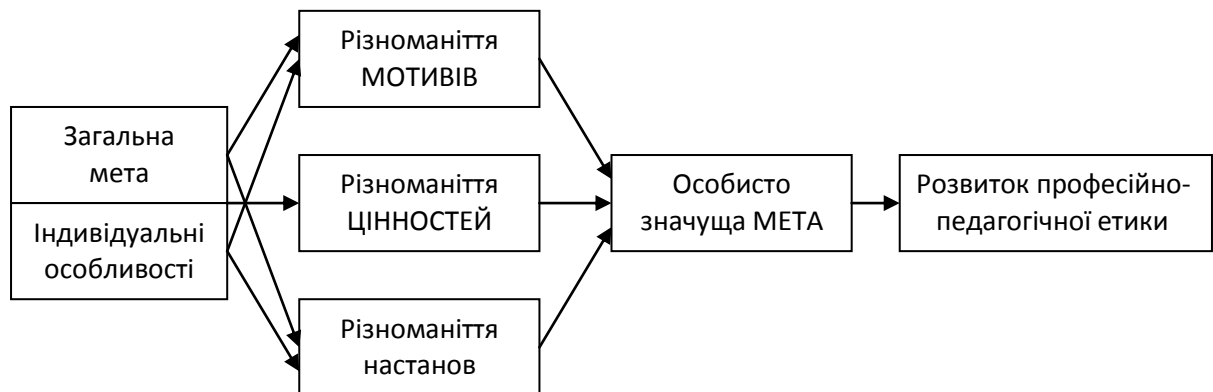 Загальна
мета
Індивідуальні
особливості
Різноманіття
МОТИВІВ
Різноманіття
ЦІННОСТЕЙ
Різноманіття
настанов
Особисто
значуща МЕТА
Розвиток професійно-
педагогічної етики